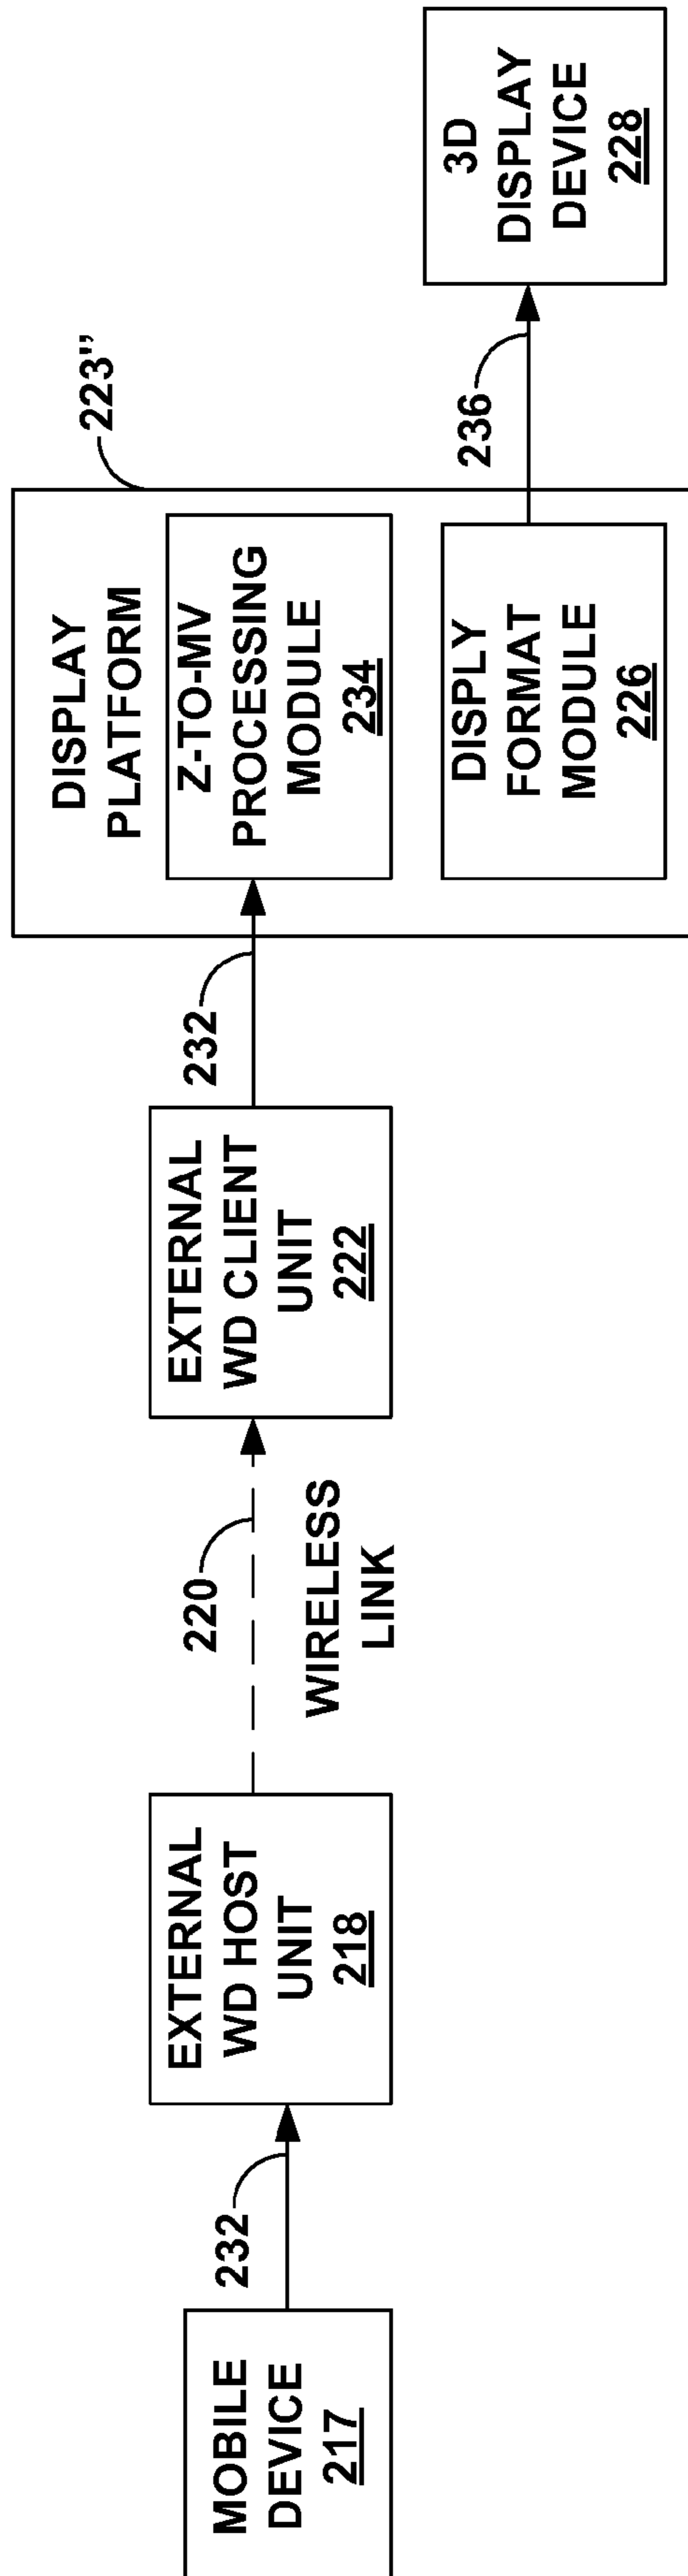 MOBILE
DEVICE
217
232
EXTERNAL
WD HOST
UNIT
218
220
WIRELESS
LINK
EXTERNAL
WD CLIENT
UNIT
222
232
DISPLAY
PLATFORM
223"
Z-TO-MV
PROCESSING
MODULE
234
DISPLY
FORMAT
MODULE
226
236
3D
DISPLAY
DEVICE
228